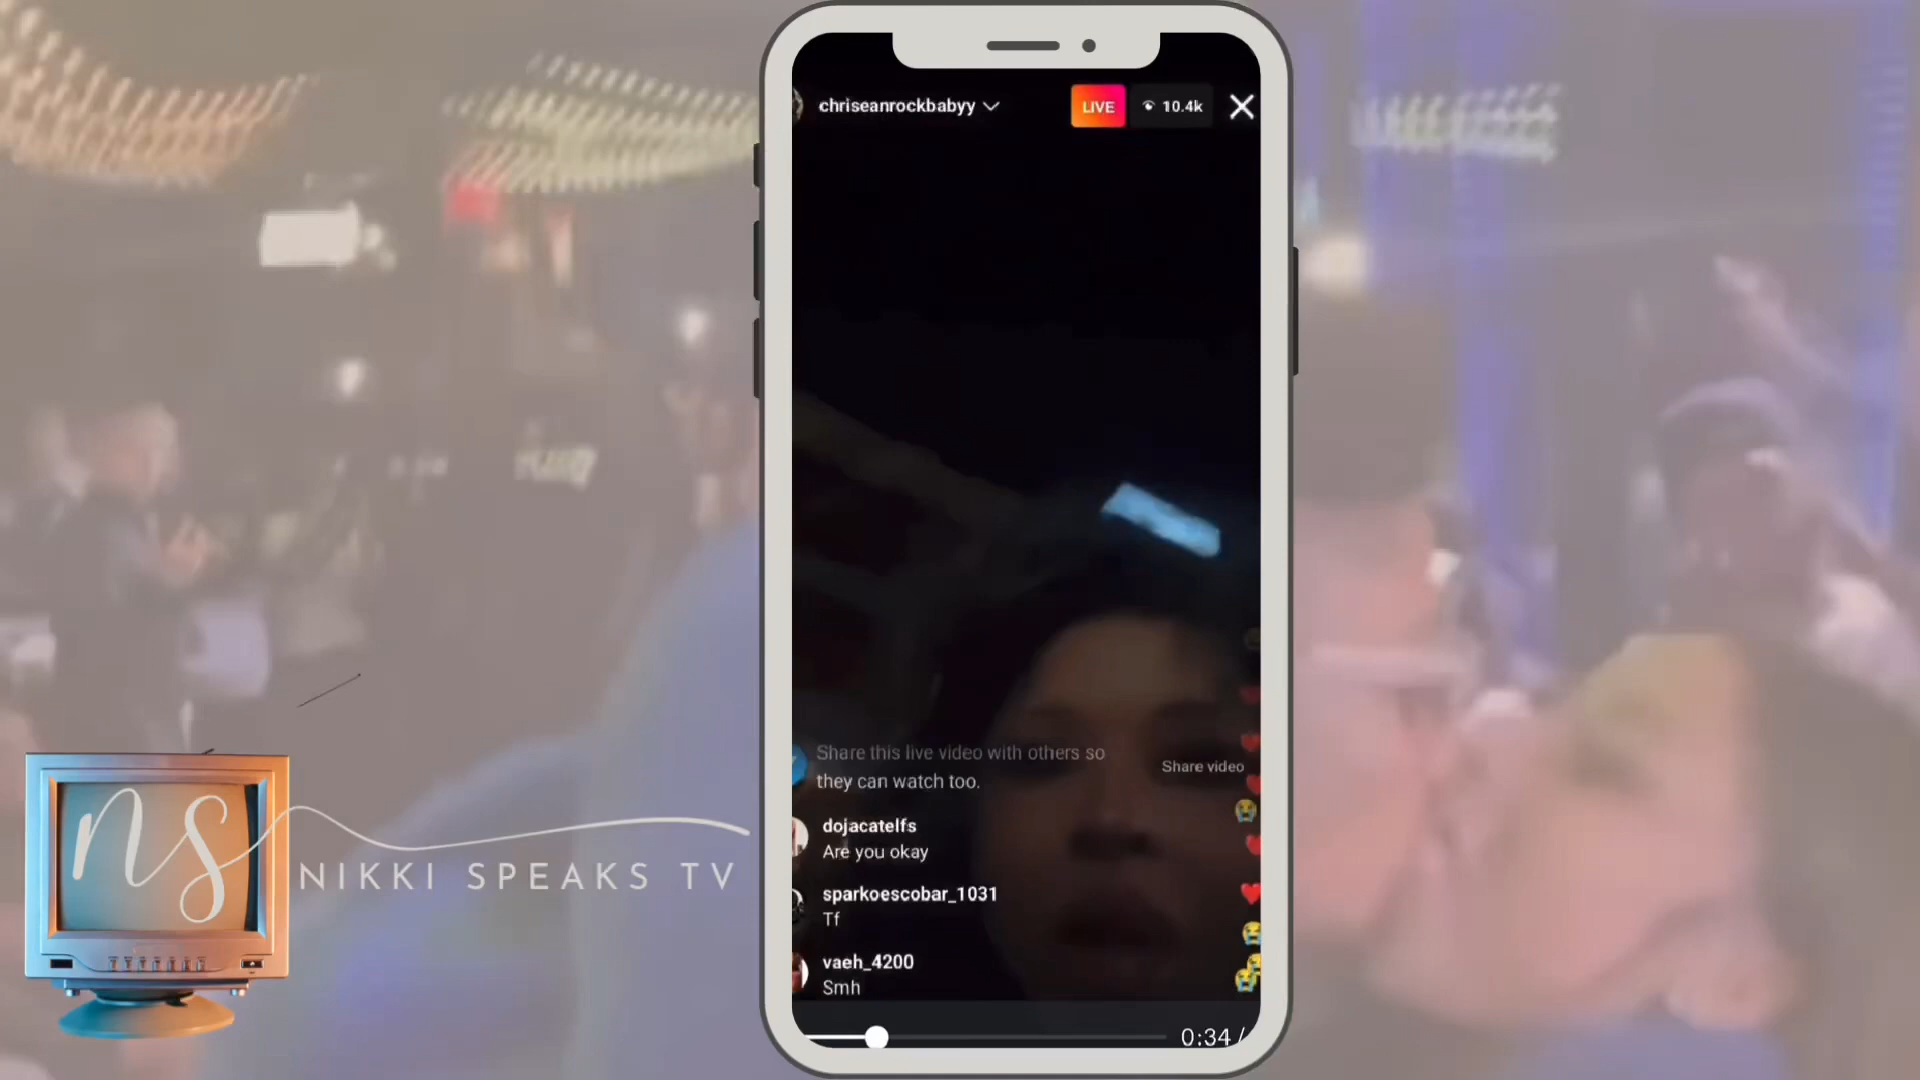 chriseanrockbabyy
LIVE
10.4k
Share this live video with others so
they can watch too.
Share video
dojacatelfs
Are you okay
sparkoescobar_1031
Tf
vaeh_4200
Smh
0:34 /
ns
NIKKI SPEAKS TV